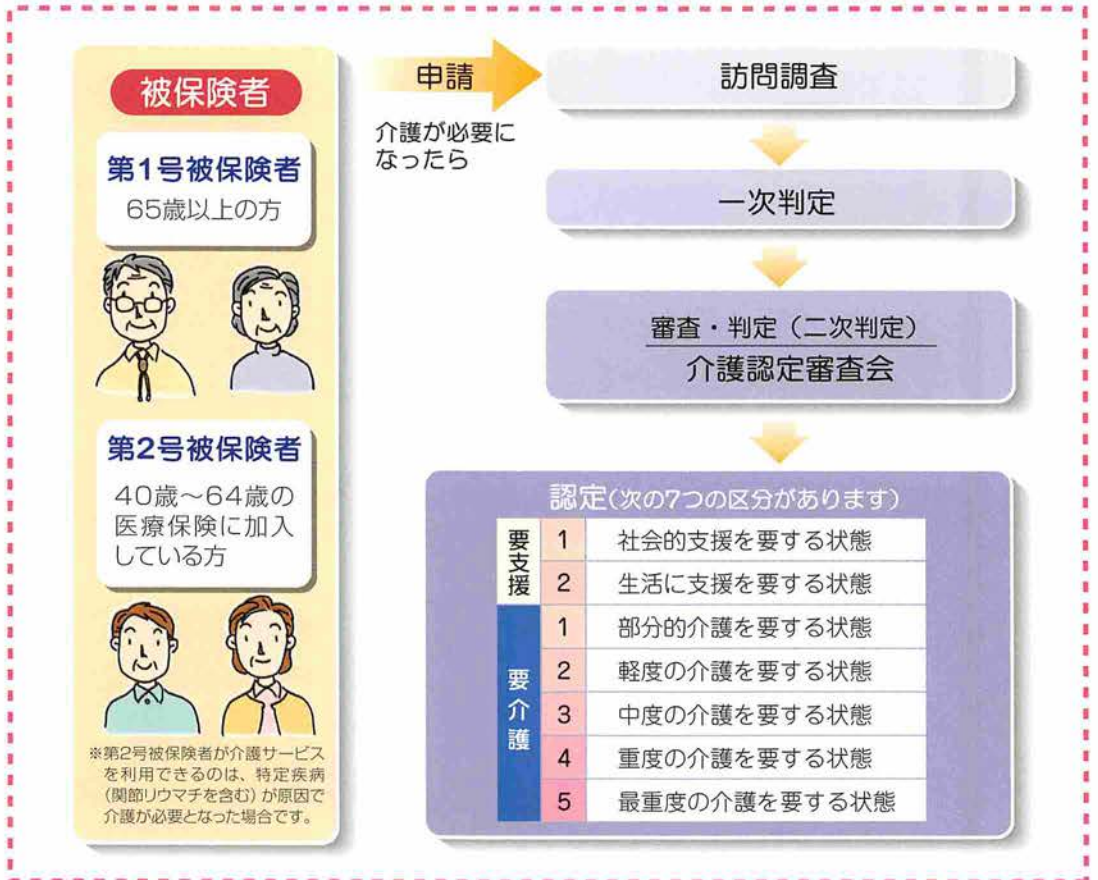 被保険者
第1号被保険者
65歳以上の方
第2号被保険者
40歳～64歳の
医療保険に加入
している方
※第2号被保険者が介護サービス
を利用できるのは、特定疾病
(関節リウマチを含む)が原因で
介護が必要となった場合です。
申請
介護が必要に
なったら
訪問調査
一次判定
審査・判定（二次判定）
介護認定審査会
認定(次の7つの区分があります)
要支援
1 社会的支援を要する状態
2 生活に支援を要する状態
要介護
1 部分的介護を要する状態
2 軽度の介護を要する状態
3 中度の介護を要する状態
4 重度の介護を要する状態
5 最重度の介護を要する状態